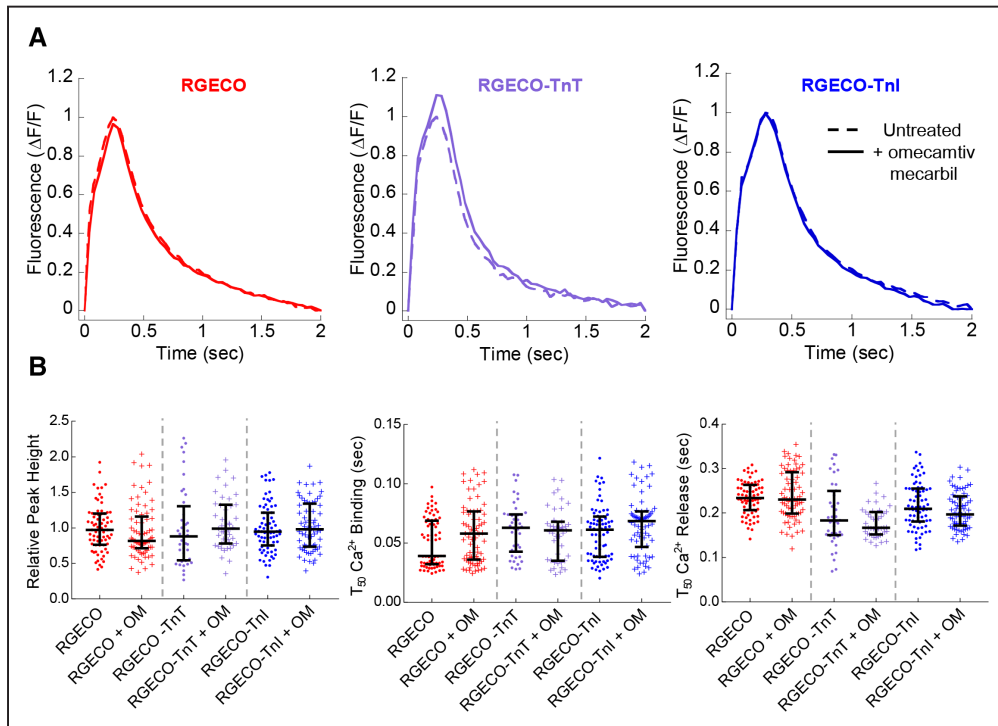 A
RGECO
RGECO-TnT
RGECO-TnI
Fluorescence (ΔF/F)
1.2
1
0.8
0.6
0.4
0.2
0
0
0.5
1
1.5
2
Time (sec)
Fluorescence (ΔF/F)
1.2
1
0.8
0.6
0.4
0.2
0
0
0.5
1
1.5
2
Time (sec)
Fluorescence (ΔF/F)
1.2
1
0.8
0.6
0.4
0.2
0
0
0.5
1
1.5
2
Time (sec)
Untreated
+ omecamtiv
mecarbil
B
Relative Peak Height
2.5
2.0
1.5
1.0
0.5
0.0
RGECO
RGECO + OM
RGECO -TnT
RGECO-TnT + OM
RGECO-TnI
RGECO-TnI + OM
T50 Ca2+ Binding (sec)
0.15
0.10
0.05
0.00
RGECO
RGECO + OM
RGECO -TnT
RGECO-TnT + OM
RGECO-TnI
RGECO-TnI + OM
T50 Ca2+ Release (sec)
0.4
0.3
0.2
0.1
0.0
RGECO
RGECO + OM
RGECO -TnT
RGECO-TnT + OM
RGECO-TnI
RGECO-TnI + OM